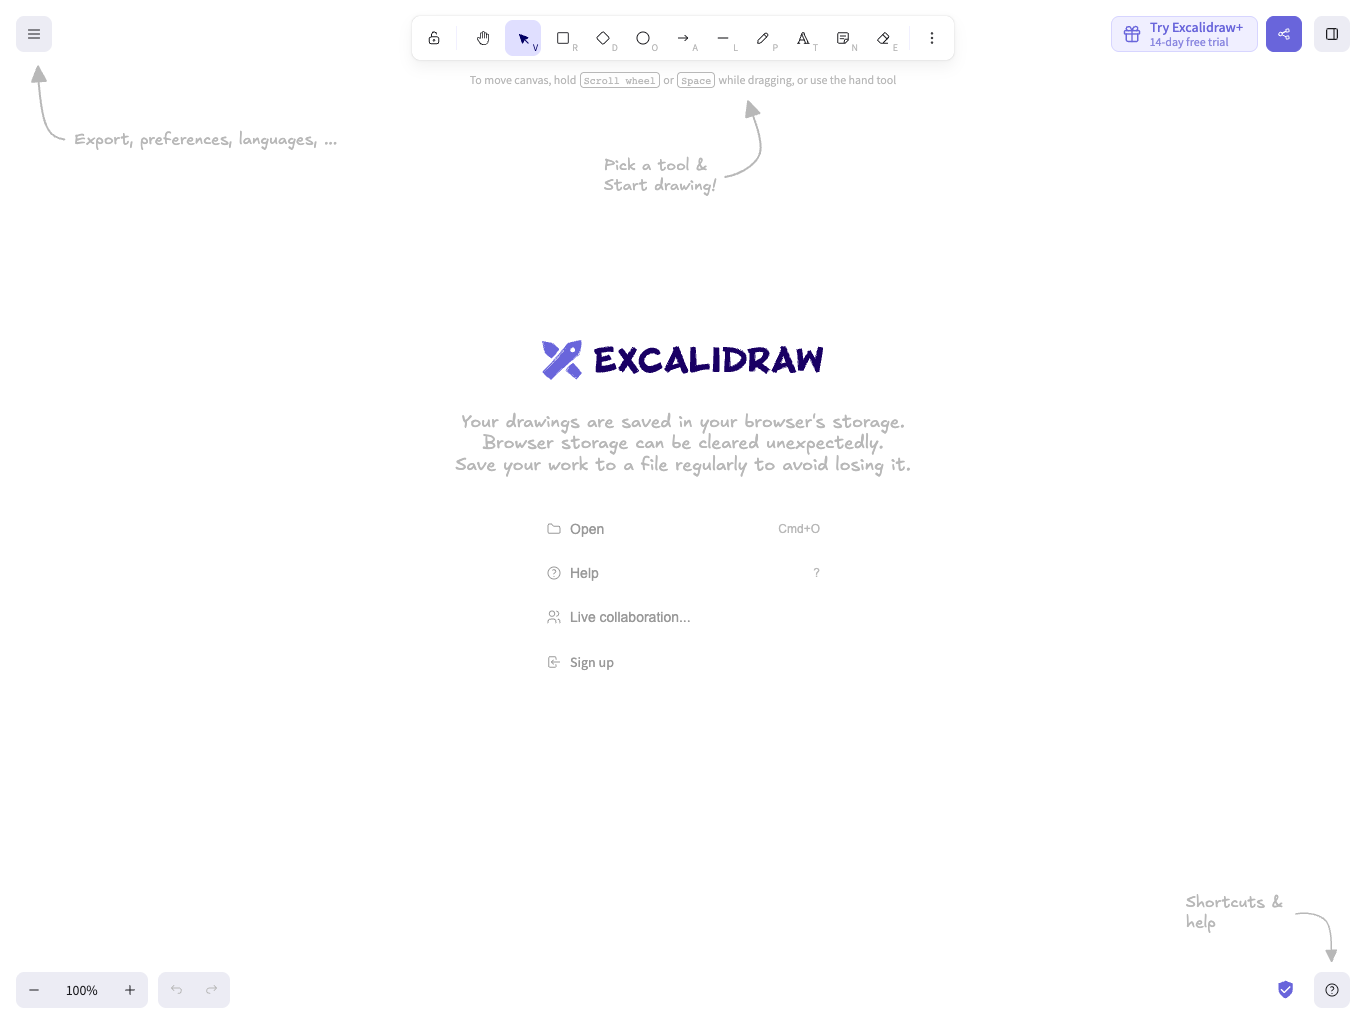 V
R
D
O
A
L
P
T
N
E
Try Excalidraw+
14-day free trial
To move canvas, hold Scroll wheel or Space while dragging, or use the hand tool
Export, preferences, languages, ...
Pick a tool &
Start drawing!
EXCALIDRAW
Your drawings are saved in your browser's storage.
Browser storage can be cleared unexpectedly.
Save your work to a file regularly to avoid losing it.
Open Cmd+O
Help ?
Live collaboration...
Sign up
Shortcuts &
help
100%